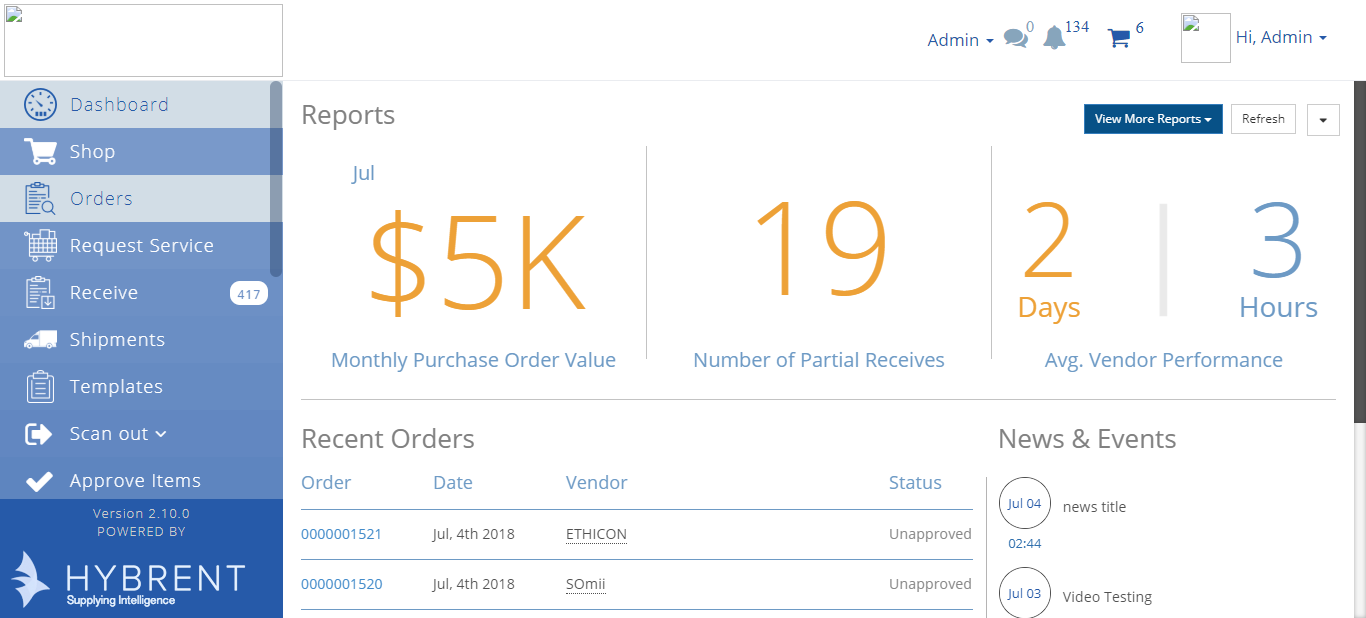 Admin 0 134 6 Hi, Admin
Dashboard
Shop
Orders
Request Service
Receive 417
Shipments
Templates
Scan out
Approve Items
Version 2.10.0
POWERED BY
HYBRENT
Supplying Intelligence
Reports
View More Reports Refresh
Jul
$5K
Monthly Purchase Order Value
19
Number of Partial Receives
2 3
Days Hours
Avg. Vendor Performance
Recent Orders
Order Date Vendor Status
0000001521 Jul, 4th 2018 ETHICON Unapproved
0000001520 Jul, 4th 2018 SOmii Unapproved
News & Events
Jul 04 news title
02:44
Jul 03 Video Testing